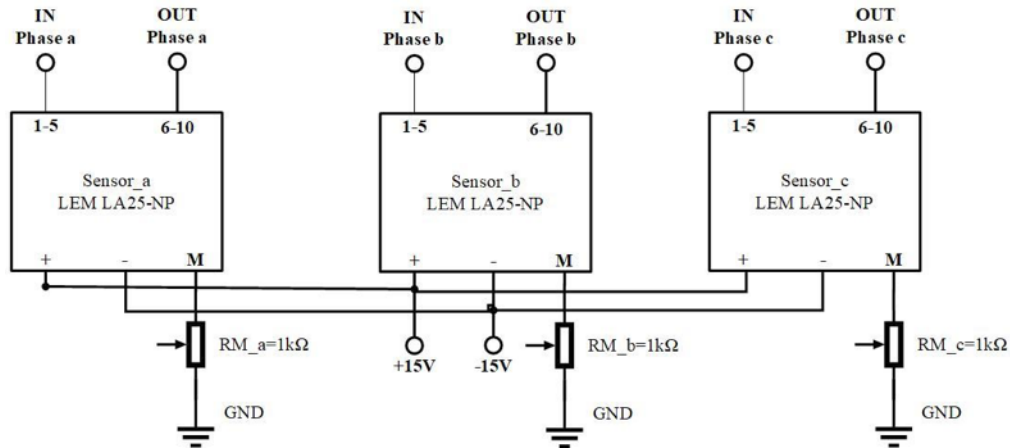 IN
Phase a
OUT
Phase a
IN
Phase b
OUT
Phase b
IN
Phase c
OUT
Phase c
1-5
6-10
1-5
6-10
1-5
6-10
Sensor_a
LEM LA25-NP
Sensor_b
LEM LA25-NP
Sensor_c
LEM LA25-NP
+
-
M
+
-
M
+
-
M
RM_a=1kΩ
+15V
-15V
RM_b=1kΩ
RM_c=1kΩ
GND
GND
GND